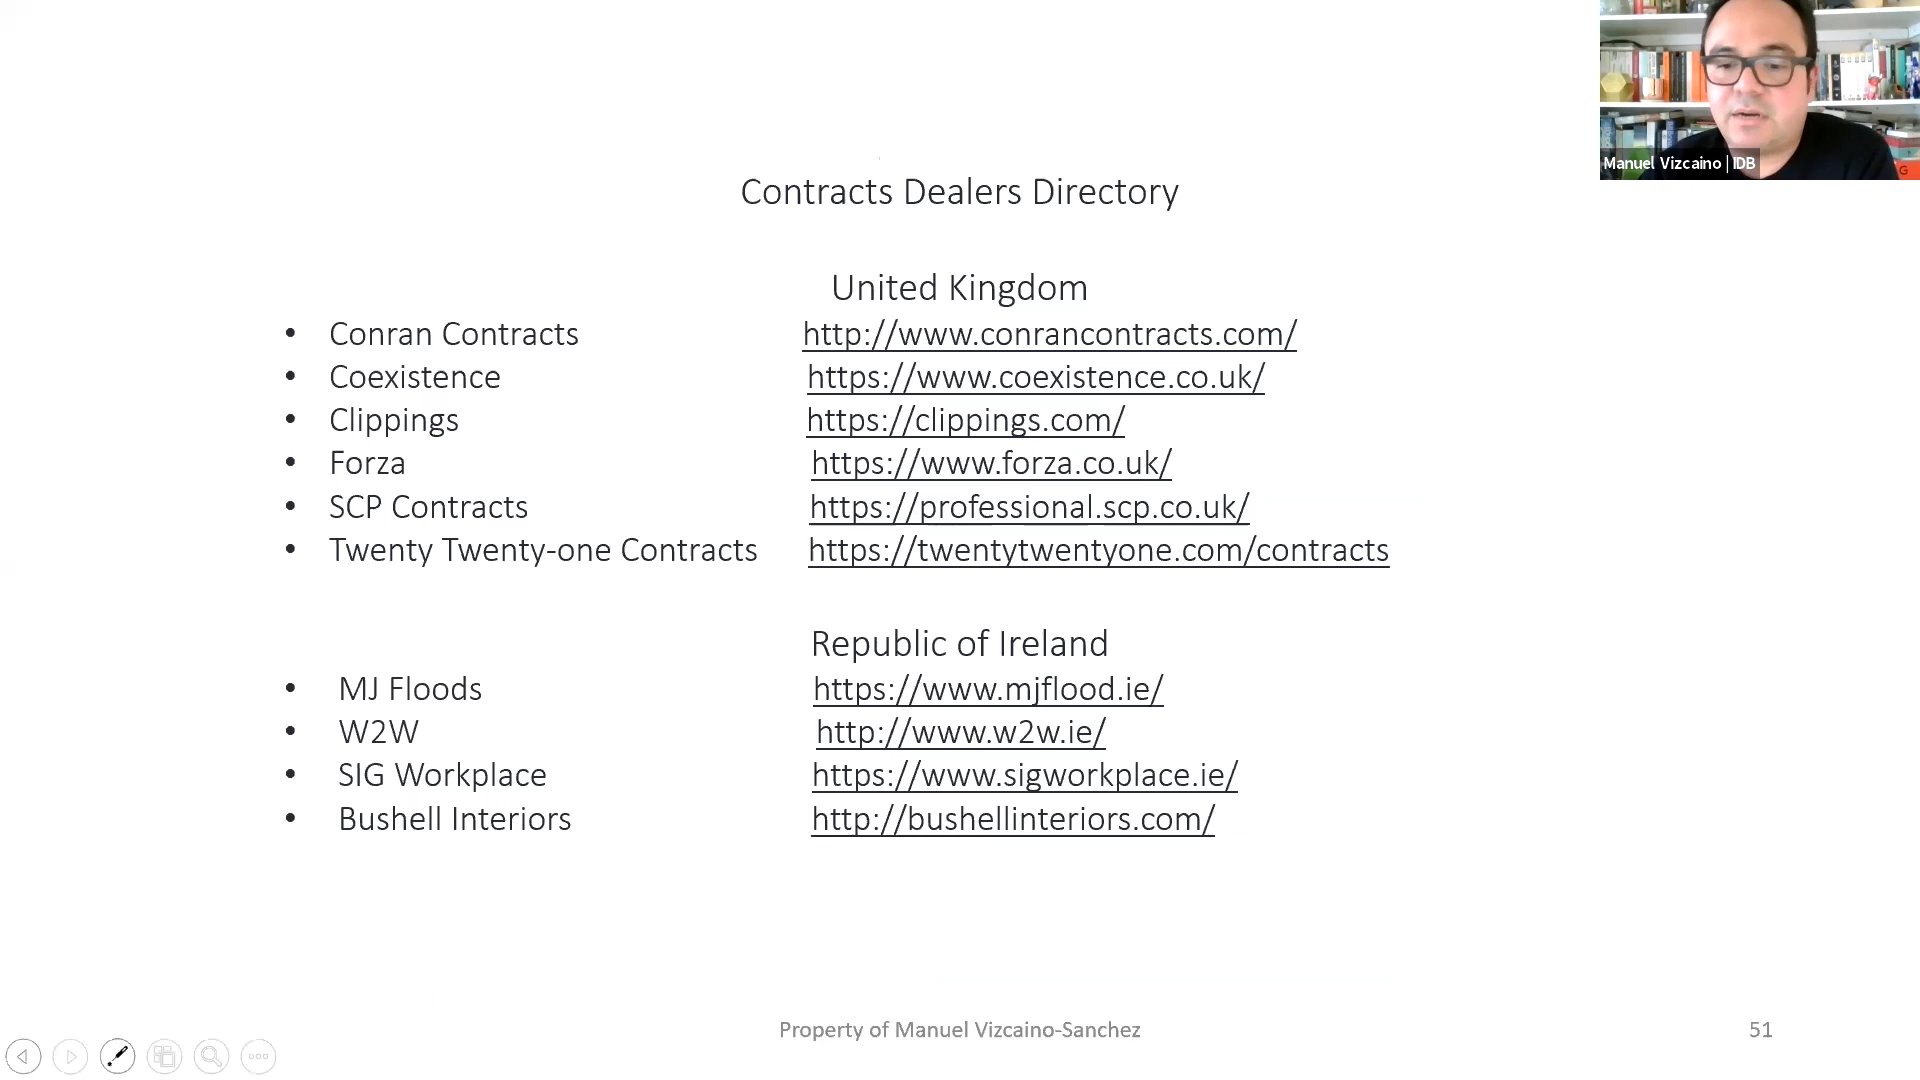 Manuel Vizcaino | IDB
Contracts Dealers Directory
United Kingdom
• Conran Contracts http://www.conrancontracts.com/
• Coexistence https://www.coexistence.co.uk/
• Clippings https://clippings.com/
• Forza https://www.forza.co.uk/
• SCP Contracts https://professional.scp.co.uk/
• Twenty Twenty-one Contracts https://twentytwentyone.com/contracts
Republic of Ireland
• MJ Floods https://www.mjflood.ie/
• W2W http://www.w2w.ie/
• SIG Workplace https://www.sigworkplace.ie/
• Bushell Interiors http://bushellinteriors.com/
Property of Manuel Vizcaino-Sanchez 51